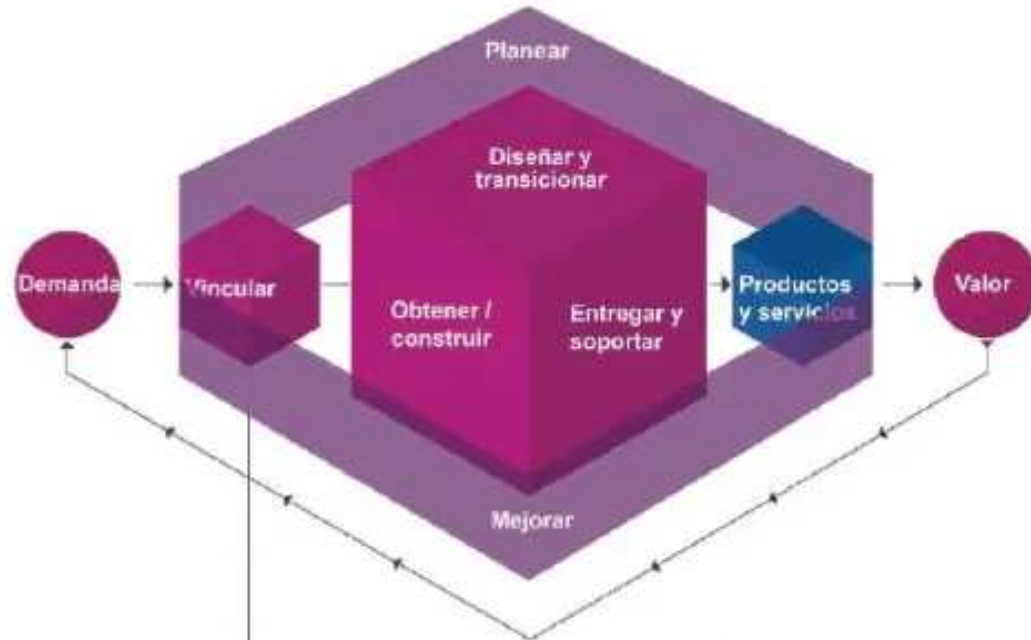 Planear
Diseñar y
transicionar
Demanda
Vincular
Obtener /
construir
Entregar y
soportar
Productos
y servicios
Valor
Mejorar